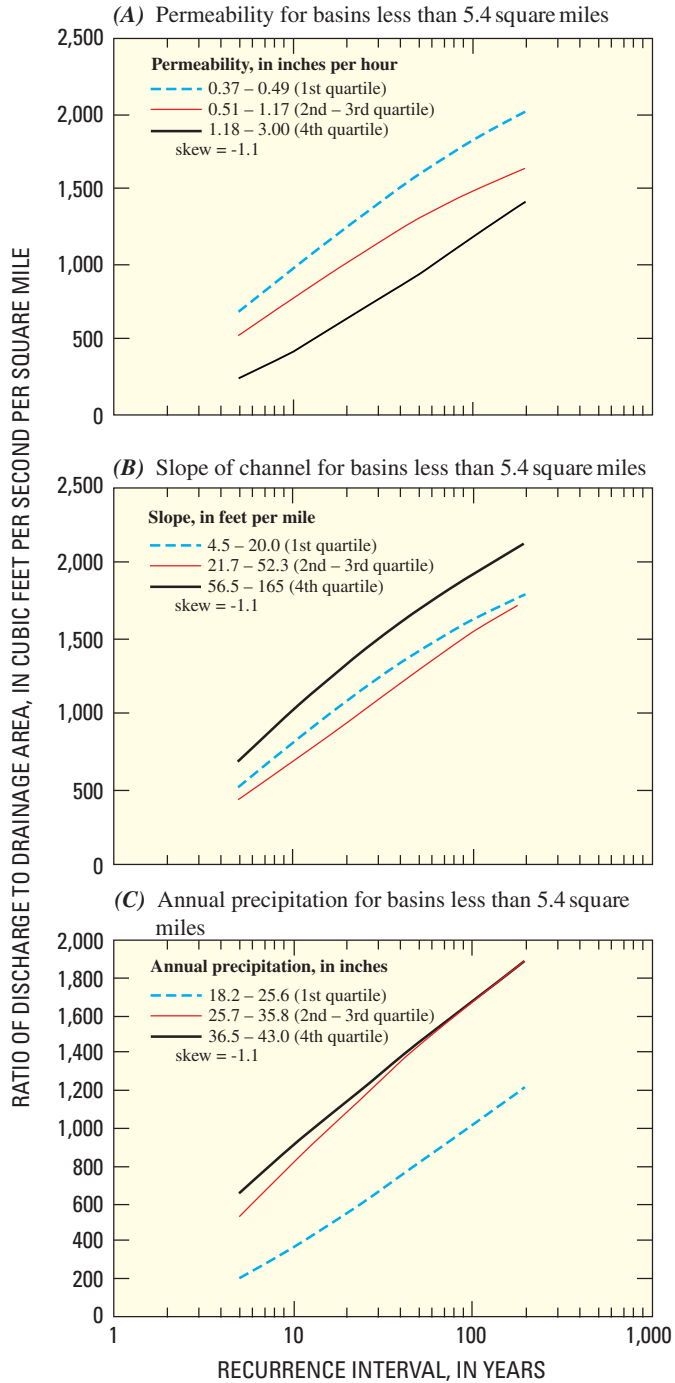 (A) Permeability for basins less than 5.4 square miles
2,500
2,000
1,500
1,000
500
0
Permeability, in inches per hour
0.37 – 0.49 (1st quartile)
0.51 – 1.17 (2nd – 3rd quartile)
1.18 – 3.00 (4th quartile)
skew = -1.1
(B) Slope of channel for basins less than 5.4 square miles
2,500
2,000
1,500
1,000
500
0
Slope, in feet per mile
4.5 – 20.0 (1st quartile)
21.7 – 52.3 (2nd – 3rd quartile)
56.5 – 165 (4th quartile)
skew = -1.1
(C) Annual precipitation for basins less than 5.4 square
miles
2,000
1,800
1,600
1,400
1,200
1,000
800
600
400
200
0
Annual precipitation, in inches
18.2 – 25.6 (1st quartile)
25.7 – 35.8 (2nd – 3rd quartile)
36.5 – 43.0 (4th quartile)
skew = -1.1
1 10 100 1,000
RECURRENCE INTERVAL, IN YEARS
RATIO OF DISCHARGE TO DRAINAGE AREA, IN CUBIC FEET PER SECOND PER SQUARE MILE